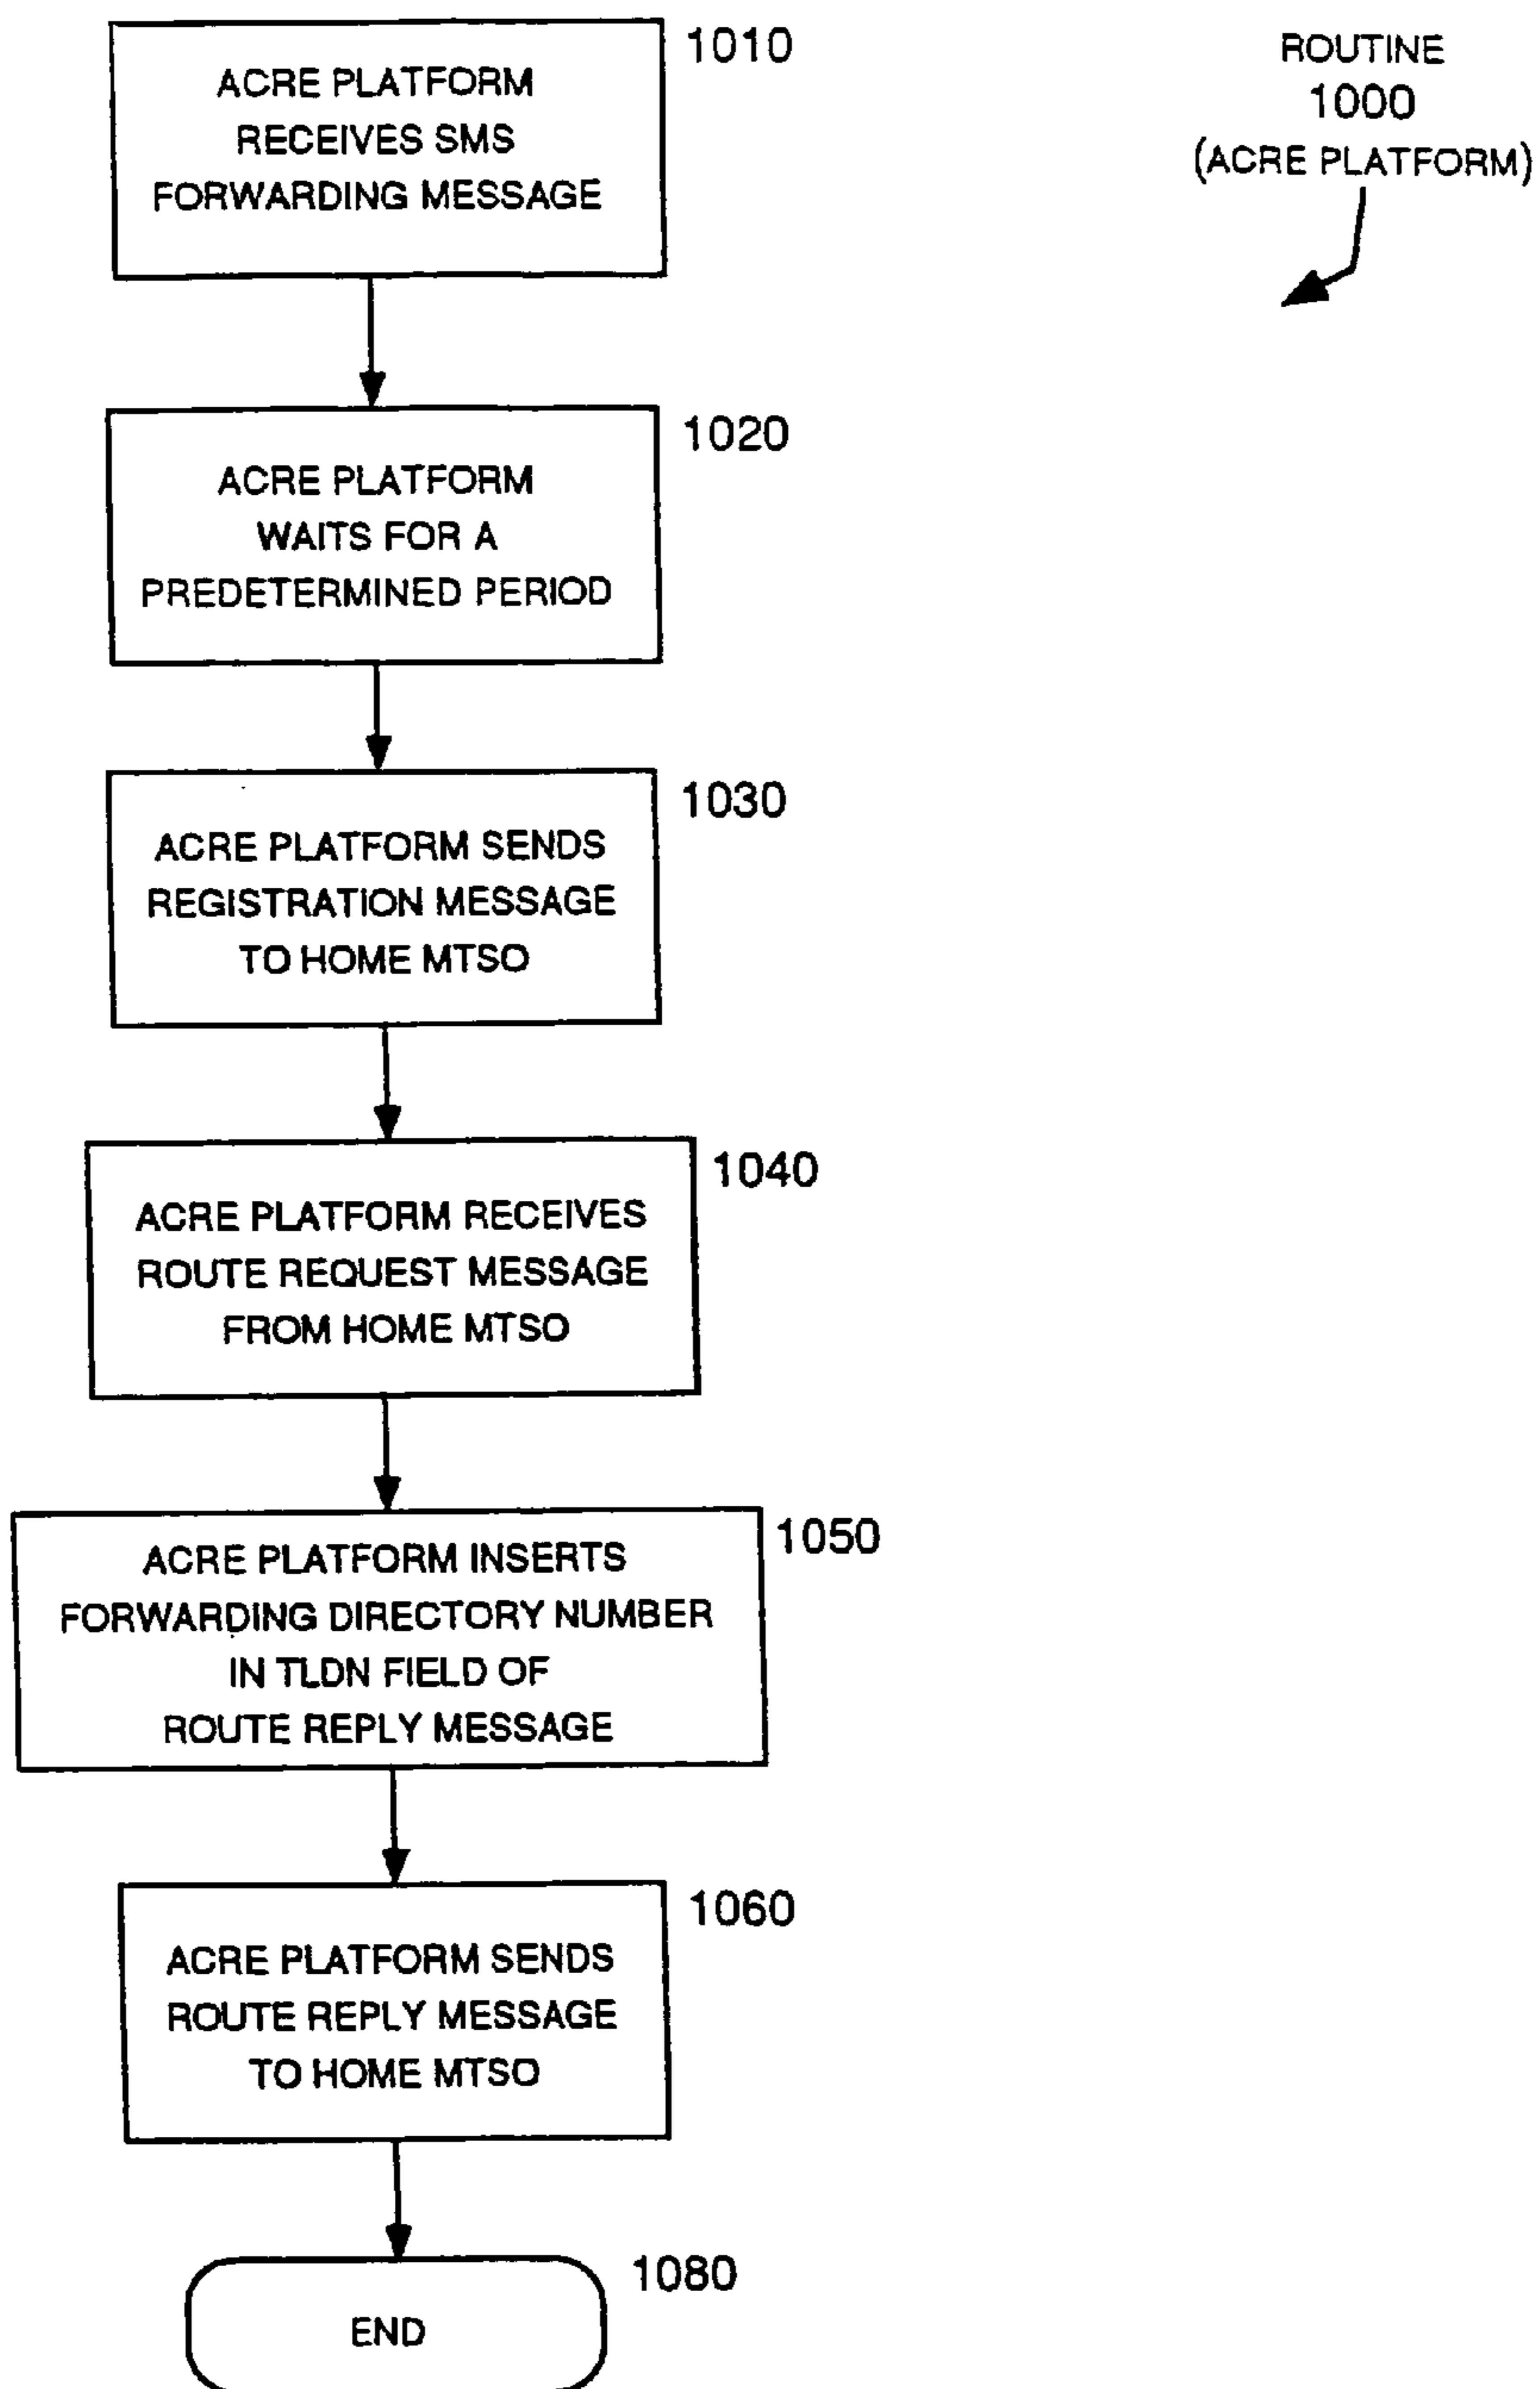 ROUTINE
1000
(ACRE PLATFORM)
1010
ACRE PLATFORM
RECEIVES SMS
FORWARDING MESSAGE
1020
ACRE PLATFORM
WAITS FOR A
PREDETERMINED PERIOD
1030
ACRE PLATFORM SENDS
REGISTRATION MESSAGE
TO HOME MTSO
1040
ACRE PLATFORM RECEIVES
ROUTE REQUEST MESSAGE
FROM HOME MTSO
1050
ACRE PLATFORM INSERTS
FORWARDING DIRECTORY NUMBER
IN TLDN FIELD OF
ROUTE REPLY MESSAGE
1060
ACRE PLATFORM SENDS
ROUTE REPLY MESSAGE
TO HOME MTSO
1080
END